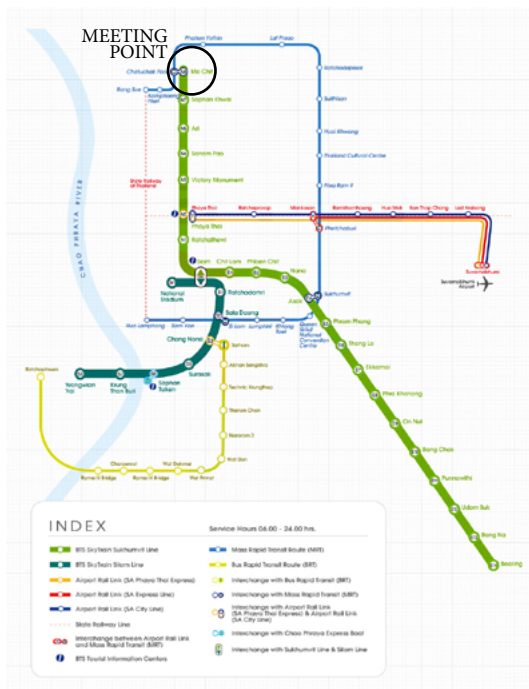 MEETING
POINT
Phahon Yothin
Lat Phrao
Chatuchak Park
Mo Chit
Ratchadaphisek
Bang Sue
Kamphaeng
Phet
Saphan Khwai
Sutthisan
Ari
Huai Khwang
Sanam Pao
Thailand Cultural Centre
State Railway
of Thailand
Victory Monument
Phra Ram 9
CHAO PHRAYA RIVER
Phaya Thai
Ratchaprarop
Makkasan
Ramkhamhaeng
Hua Mak
Ban Thap Chang
Lat Krabang
Phaya Thai
Phetchaburi
Ratchathewi
Siam
Chit Lom
Phloen Chit
Nana
Suvarnabhumi
Suvarnabhumi
Airport
National
Stadium
Ratchadamri
Asok
Sukhumvit
Hua Lamphong
Sam Yan
Sala Daeng
Si Lom
Lumphini
Khlong
Toei
Queen
Sirikit
National
Convention
Centre
Phrom Phong
Chong Nonsi
Sathorn
Thong Lo
Ratchaphruek
Akhan Songkhro
Ekkamai
Surasak
Wongwian
Yai
Krung
Thon Buri
Saphan
Taksin
Technic Krungthep
Phra Khanong
Thanon Chan
On Nut
Nararam 3
Bang Chak
Wat Dan
Punnawithi
Charoenrat
Wat Dokmai
Rama III Bridge
Rama IX Bridge
Wat Pariwat
Udom Suk
Bang Na
Bearing
INDEX
Service Hours 06.00 - 24.00 hrs.
BTS SkyTrain Sukhumvit Line
BTS SkyTrain Silom Line
Airport Rail Link (SA Phaya Thai Express)
Airport Rail Link (SA Express Line)
Airport Rail Link (SA City Line)
State Railway Line
Interchange between Airport Rail Link
and Mass Rapid Transit (MRT)
BTS Tourist Information Centers
Mass Rapid Transit Route (MRT)
Bus Rapid Transit Route (BRT)
Interchange with Bus Rapid Transit (BRT)
Interchange with Mass Rapid Transit (MRT)
Interchange with Airport Rail Link
(SA Phaya Thai Express) & Airport Rail Link
(SA City Line)
Interchange with Chao Phraya Express Boat
Interchange with Sukhumvit Line & Silom Line